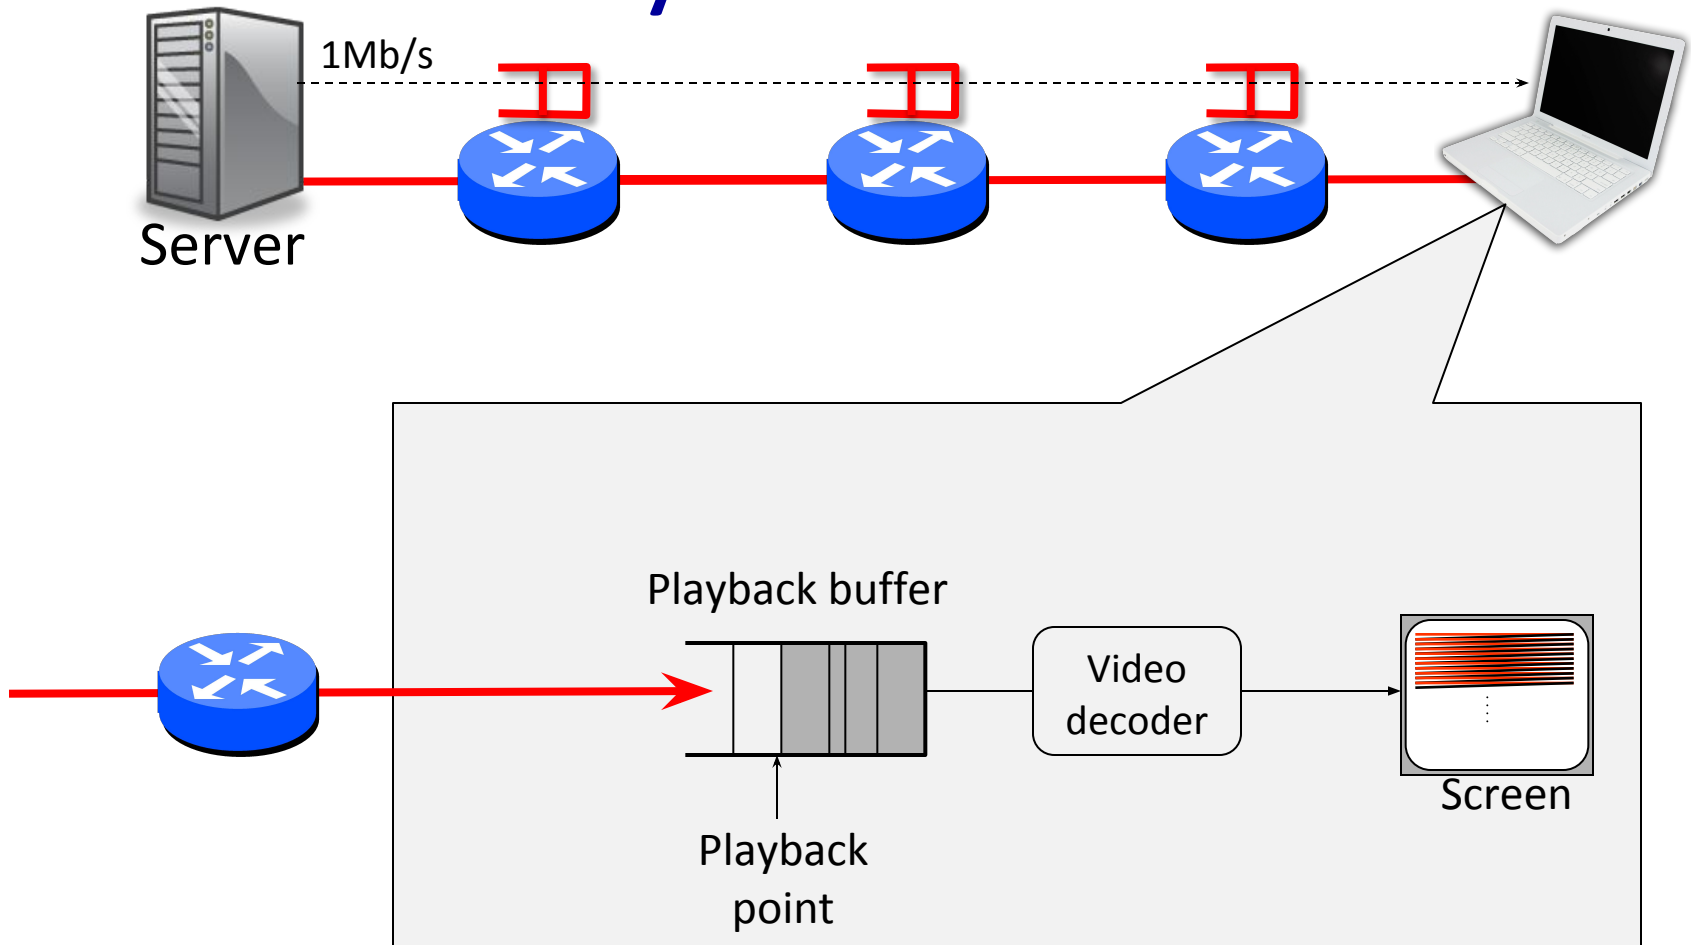 1Mb/s
Server
Playback buffer
Video
decoder
Screen
Playback
point